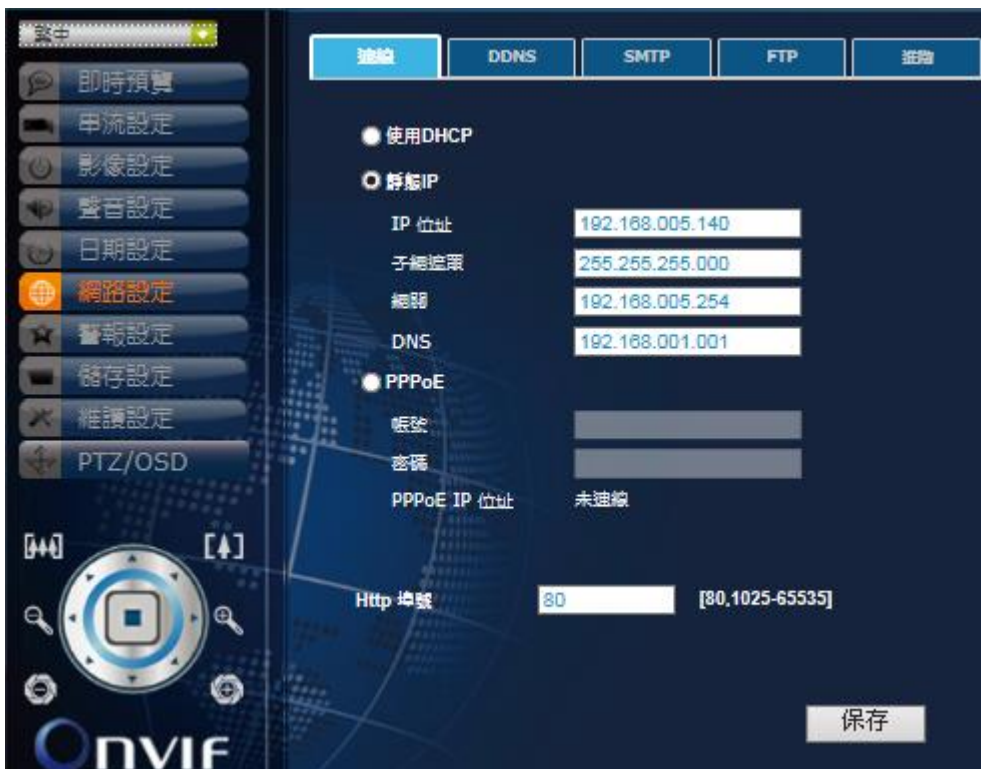 繁中
即時預覽
串流設定
影像設定
聲音設定
日期設定
網路設定
警報設定
儲存設定
維護設定
PTZ/OSD
連線
DDNS
SMTP
FTP
進階
使用DHCP
靜態IP
IP 位址
192.168.005.140
子網遮罩
255.255.255.000
網關
192.168.005.254
DNS
192.168.001.001
PPPoE
帳號
密碼
PPPoE IP 位址
未連線
Http 埠號
80
[80,1025-65535]
保存
ONVIF